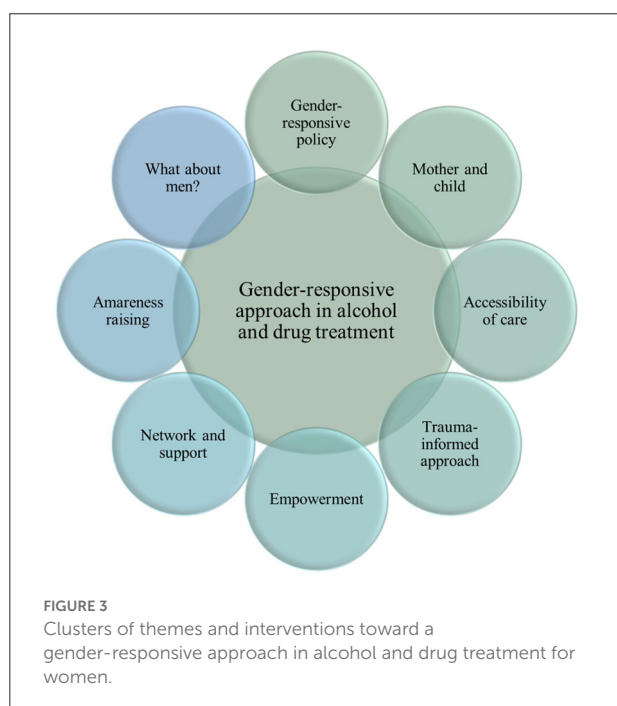 Gender-
responsive
policy
What about
men?
Mother and
child
Gender-responsive
approach in alcohol
and drug treatment
Amareness
raising
Accessibility
of care
Network and
support
Trauma-
informed
approach
Empowerment
FIGURE 3
Clusters of themes and interventions toward a
gender-responsive approach in alcohol and drug treatment for
women.